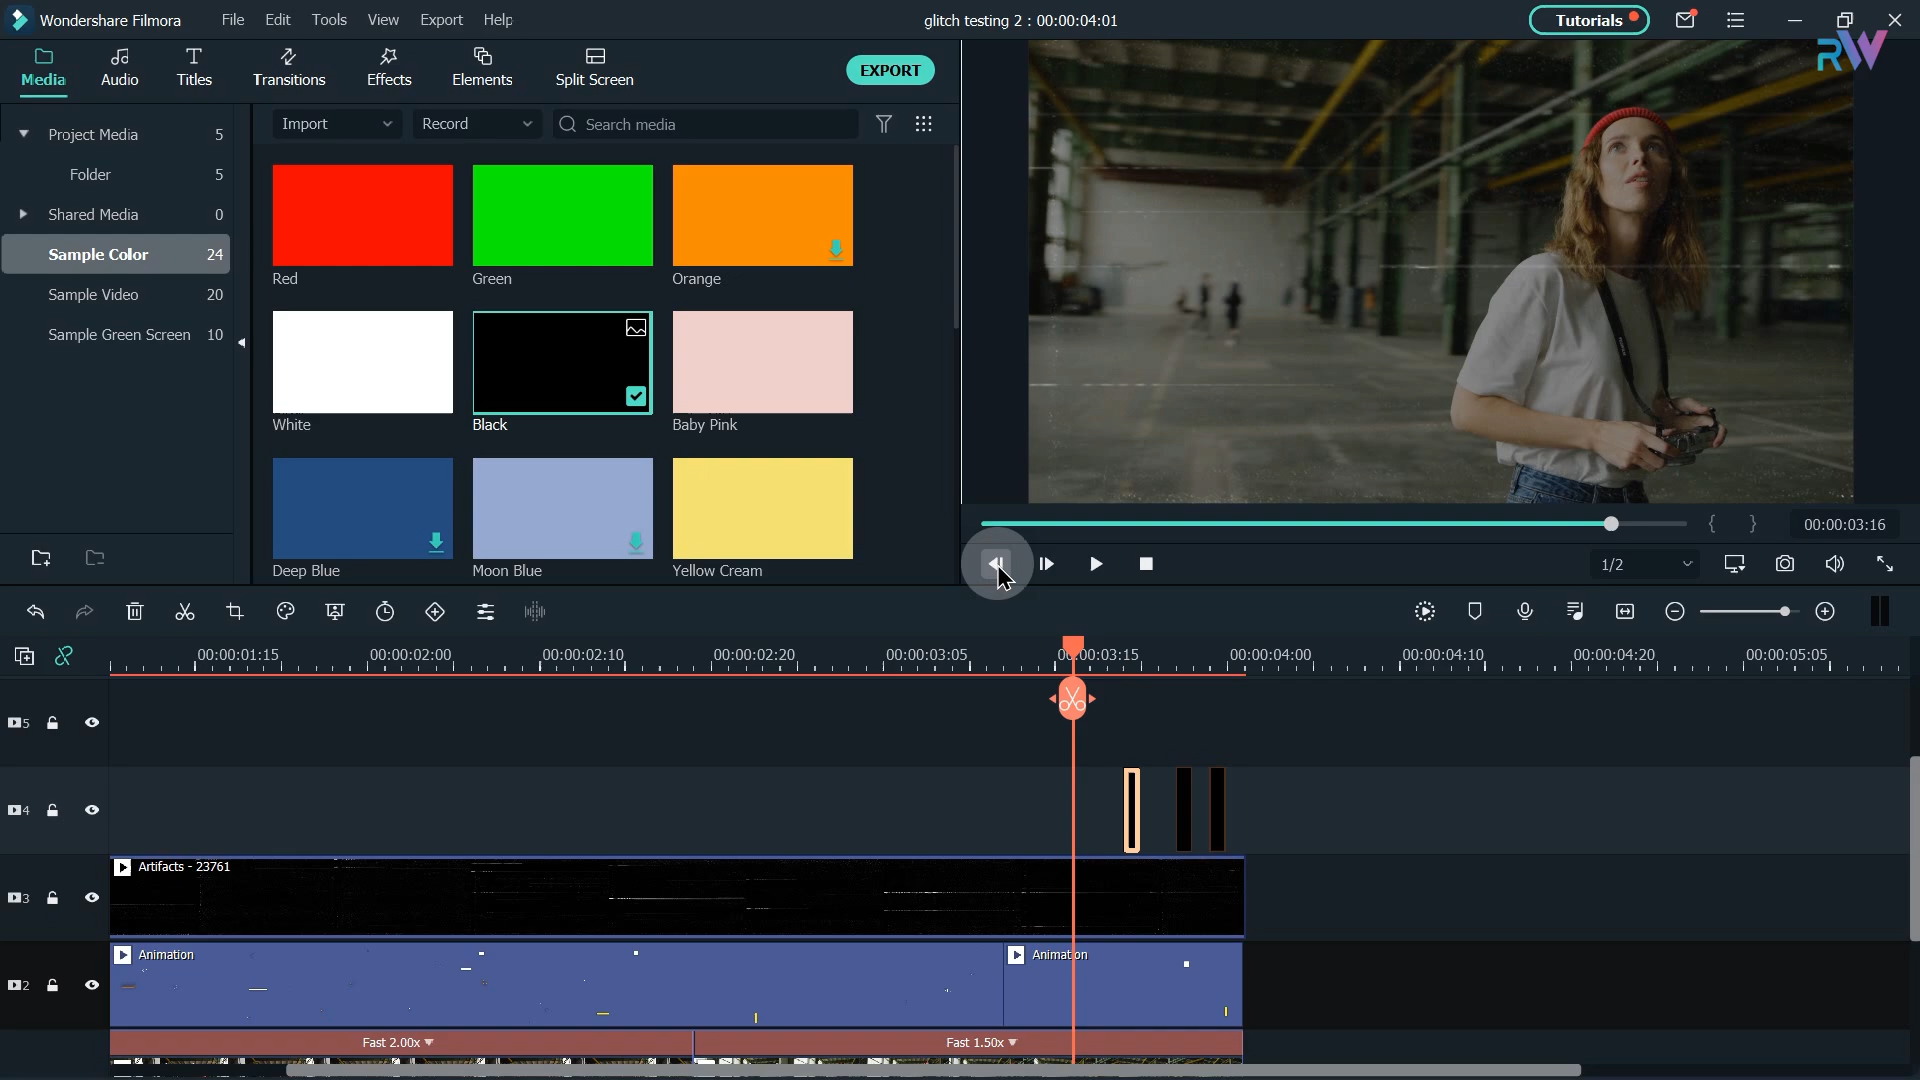 Wondershare Filmora File Edit Tools View Export Help
glitch testing 2 : 00:00:04:01
Tutorials
RW
Media Audio Titles Transitions Effects Elements Split Screen
EXPORT
Project Media 5
Folder 5
Shared Media 0
Sample Color 24
Sample Video 20
Sample Green Screen 10
Import Record Search media
Red Green Orange
White Black Baby Pink
Deep Blue Moon Blue Yellow Cream
{ } 00:00:03:16
1/2
00:00:01:15 00:00:02:00 00:00:02:10 00:00:02:20 00:00:03:05 00:00:03:15 00:00:04:00 00:00:04:10 00:00:04:20 00:00:05:05
5
4
3
Artifacts - 23761
2
Animation Animation
Fast 2.00x Fast 1.50x